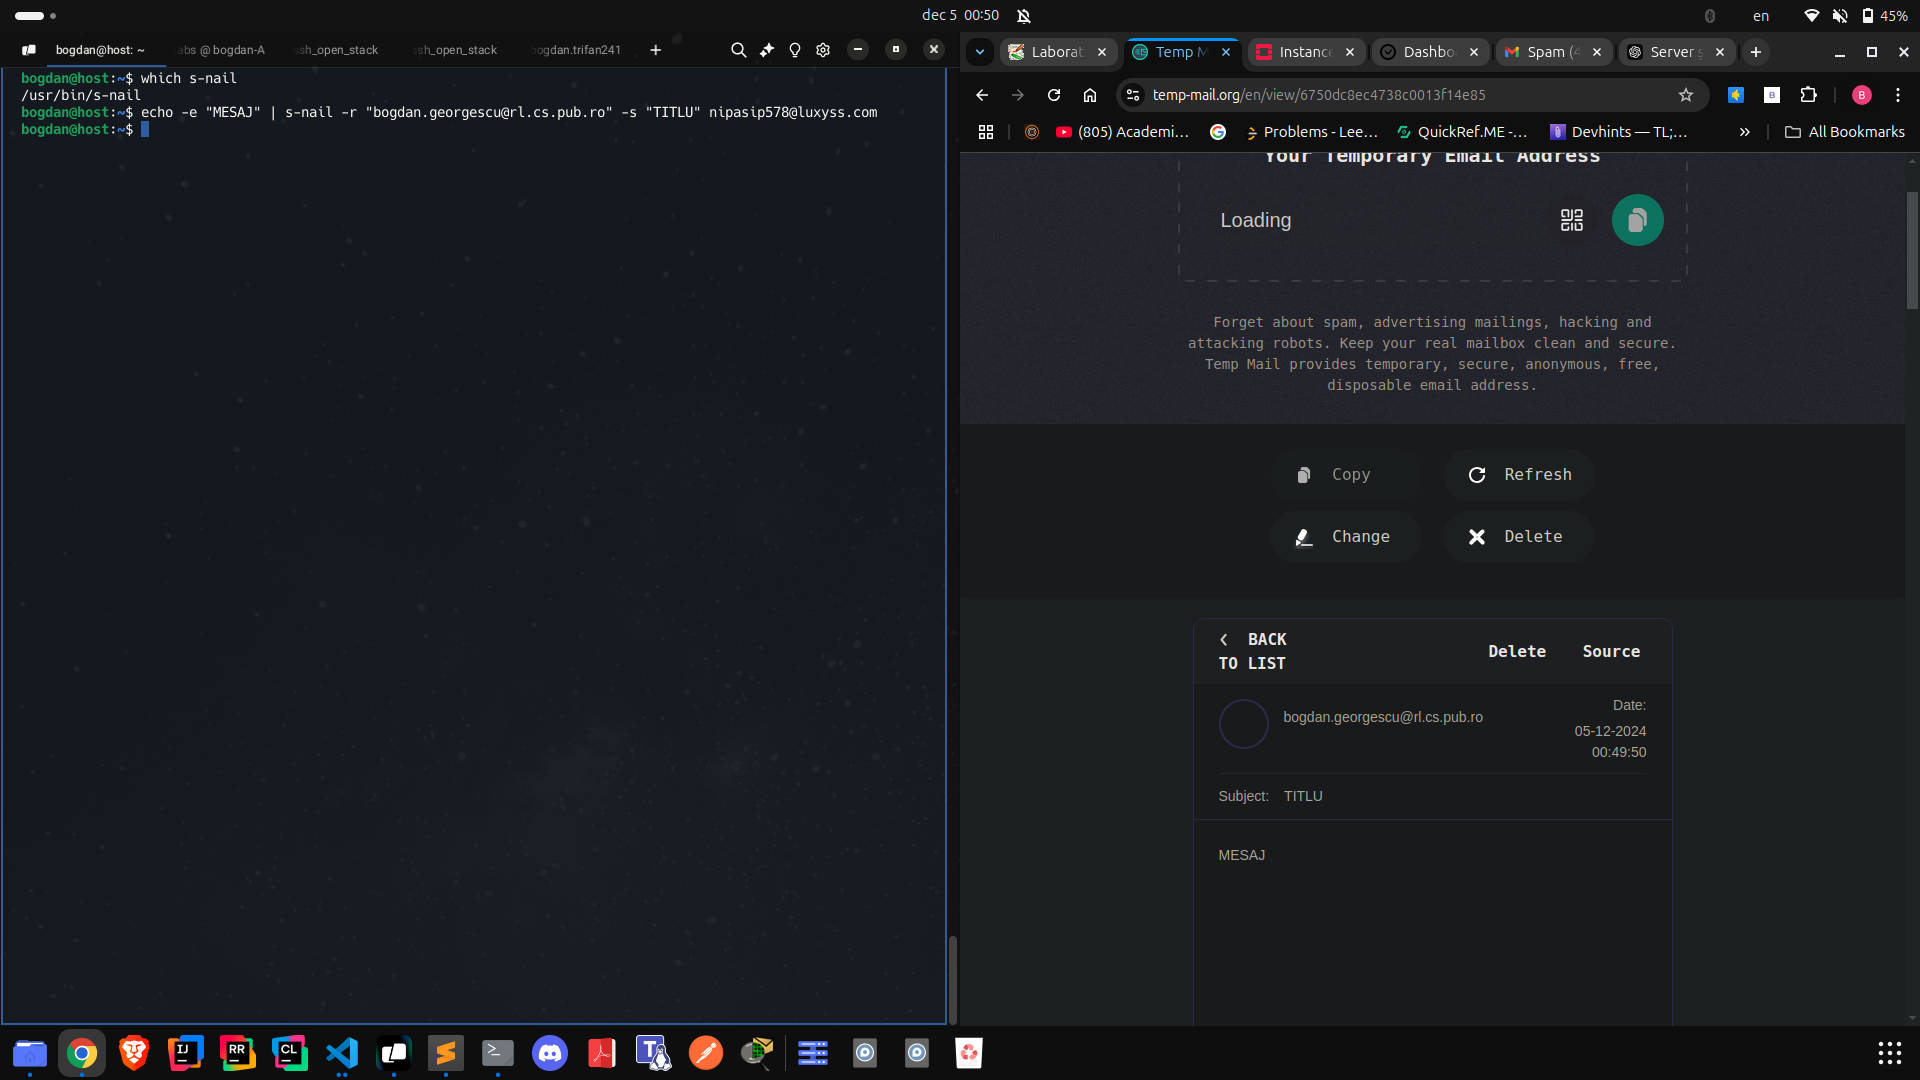 dec 5 00:50
en
45%
bogdan@host: ~
abs @ bogdan-A
ssh_open_stack
ssh_open_stack
bogdan.trifan241
bogdan@host:~$ which s-nail
/usr/bin/s-nail
bogdan@host:~$ echo -e "MESAJ" | s-nail -r "bogdan.georgescu@rl.cs.pub.ro" -s "TITLU" nipasip578@luxyss.com
bogdan@host:~$
Laborat
Temp M
Instance
Dashbo
Spam (4
Server s
temp-mail.org/en/view/6750dc8ec4738c0013f14e85
B
(805) Academi...
Problems - Lee...
QuickRef.ME -...
Devhints — TL;...
»
All Bookmarks
Your Temporary Email Address
Loading
Forget about spam, advertising mailings, hacking and
attacking robots. Keep your real mailbox clean and secure.
Temp Mail provides temporary, secure, anonymous, free,
disposable email address.
Copy
Refresh
Change
Delete
BACK
TO LIST
Delete
Source
bogdan.georgescu@rl.cs.pub.ro
Date:
05-12-2024
00:49:50
Subject: TITLU
MESAJ
IJ
RR
CL
T